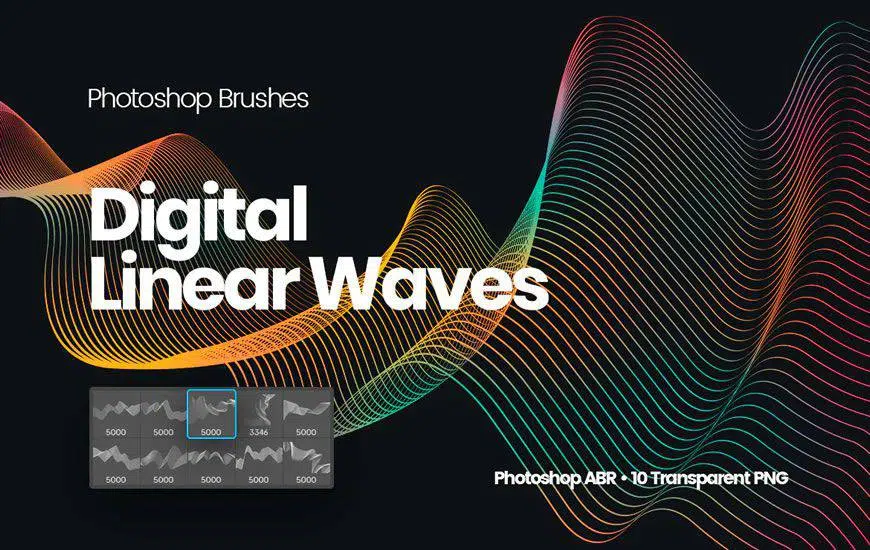 Photoshop Brushes
Digital
Linear Waves
5000 5000 5000 3346 5000
5000 5000 5000 5000 5000
Photoshop ABR • 10 Transparent PNG